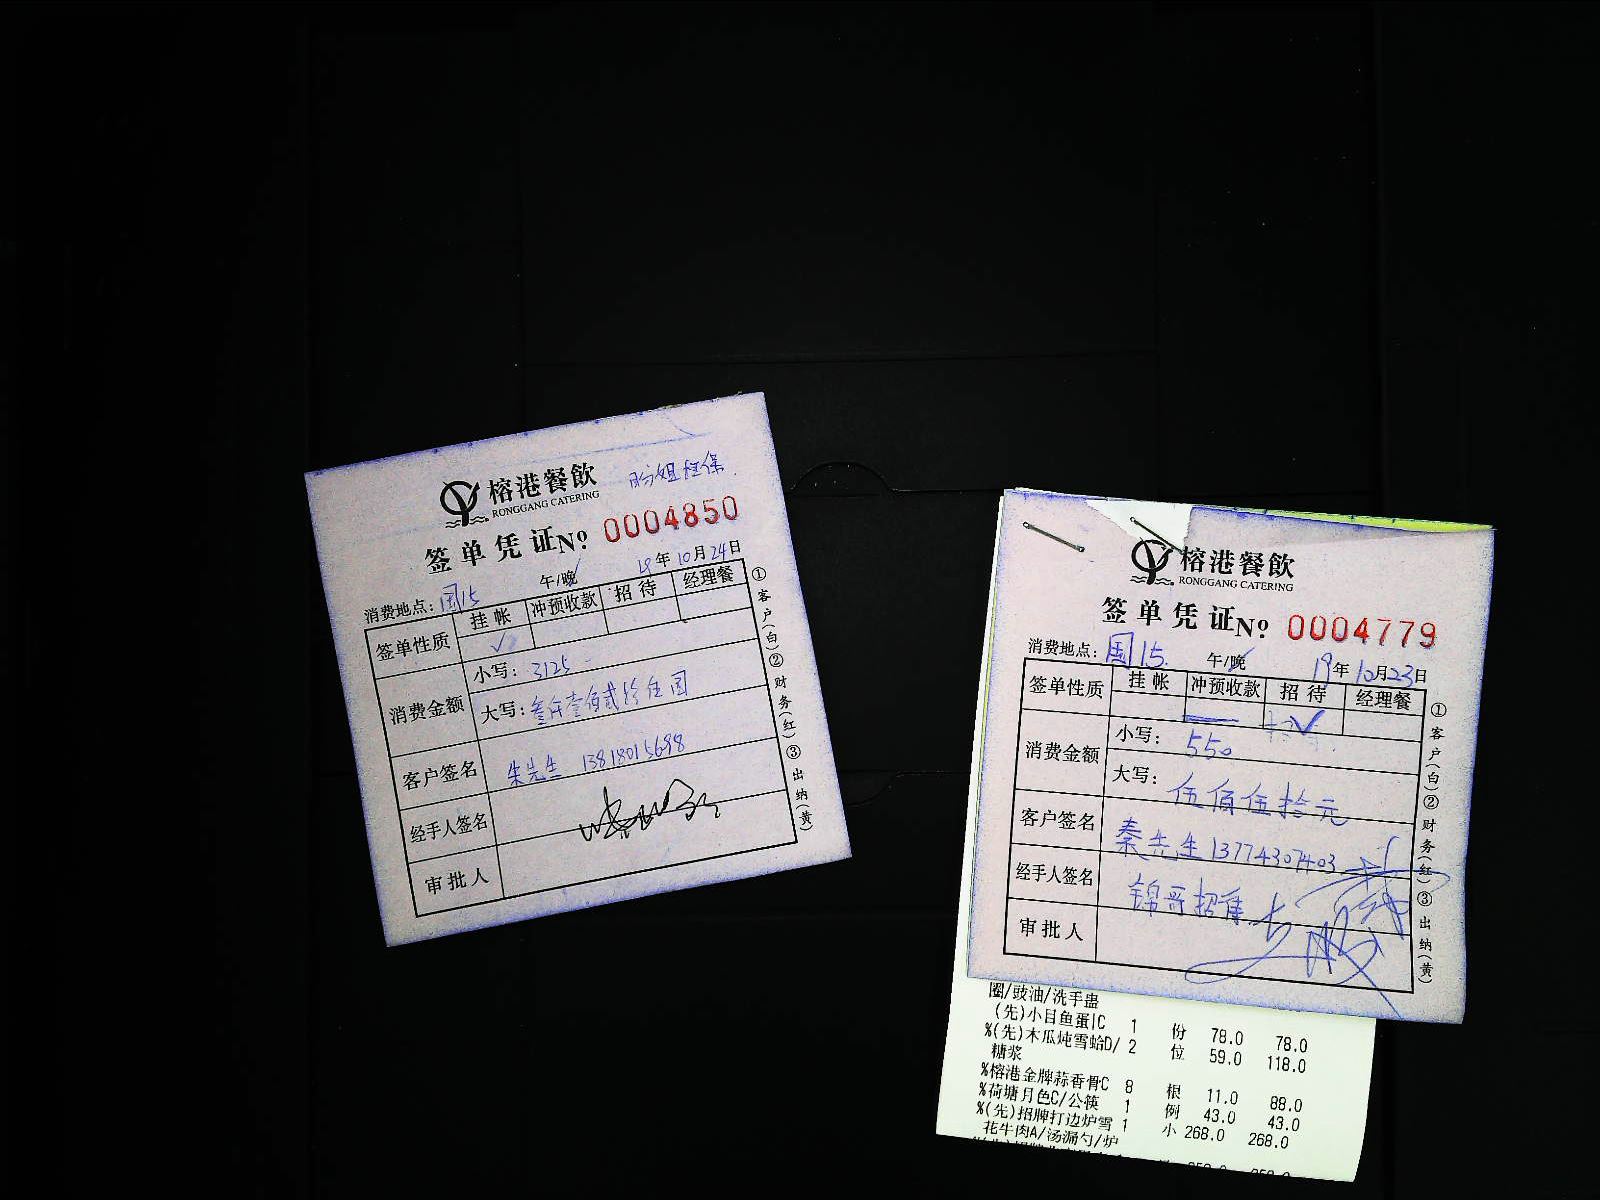 榕港餐飲
RONGGANG CATERING
签单凭证№ 0004850
消费地点：国15 午/晚 19年10月24日
签单性质 挂帐 冲预收款 招待 经理餐
✓
消费金额 小写：3125
大写：叁仟壹佰贰拾伍圆
客户签名 朱先生 13818015698
经手人签名
审批人
①客户(白)②财务(红)③出纳(黄)
榕港餐飲
RONGGANG CATERING
签单凭证№ 0004779
消费地点：国15. 午/晚 19年10月23日
签单性质 挂帐 冲预收款 招待 经理餐
✓
消费金额 小写：550
大写：伍佰伍拾元
客户签名 秦先生 13774307403
经手人签名 锦哥招集
审批人
①客户(白)②财务(红)③出纳(黄)
圈/豉油/洗手盅
(先)小目鱼蛋|C 1 份 78.0 78.0
%(先)木瓜炖雪蛤D/ 2 位 59.0 118.0
糖浆
%榕港金牌蒜香骨C 8 根 11.0 88.0
%荷塘月色C/公筷 1 例 43.0 43.0
%(先)招牌打边炉雪 1 小 268.0 268.0
花牛肉A/汤漏勺/炉